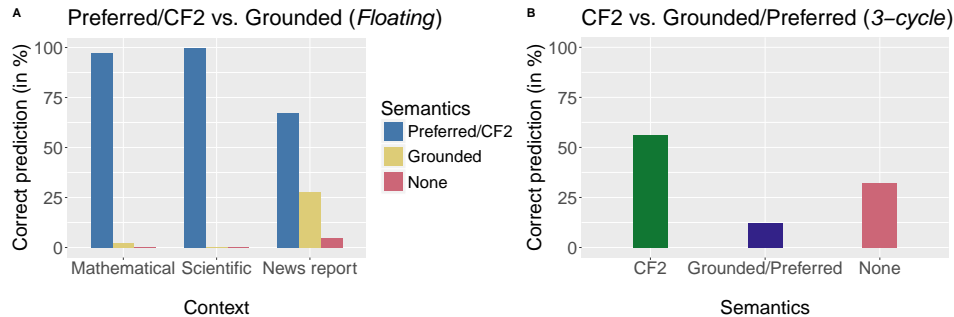 A
Preferred/CF2 vs. Grounded (Floating)
Correct prediction (in %)
100
75
50
25
0
Mathematical Scientific News report
Context
Semantics
Preferred/CF2
Grounded
None
B
CF2 vs. Grounded/Preferred (3−cycle)
Correct prediction (in %)
100
75
50
25
0
CF2 Grounded/Preferred None
Semantics